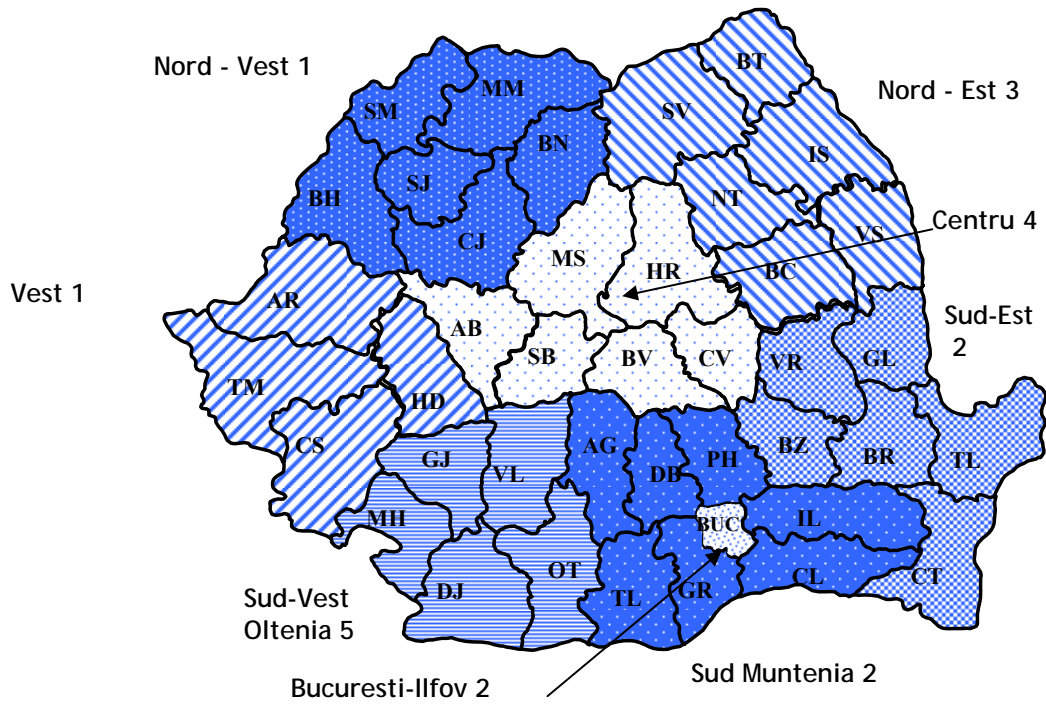 Nord - Vest 1
BT
MM
Nord - Est 3
SM
SV
BN
IS
SJ
BH
NT
Centru 4
CJ
VS
MS
HR
BC
Vest 1
AR
AB
Sud-Est
2
SB
BV
CV
VR
GL
TM
HD
CS
AG
GJ
VL
DB
PH
BZ
BR
TL
MH
BUC
IL
OT
CL
CT
DJ
TL
GR
Sud-Vest
Oltenia 5
Sud Muntenia 2
Bucuresti-Ilfov 2